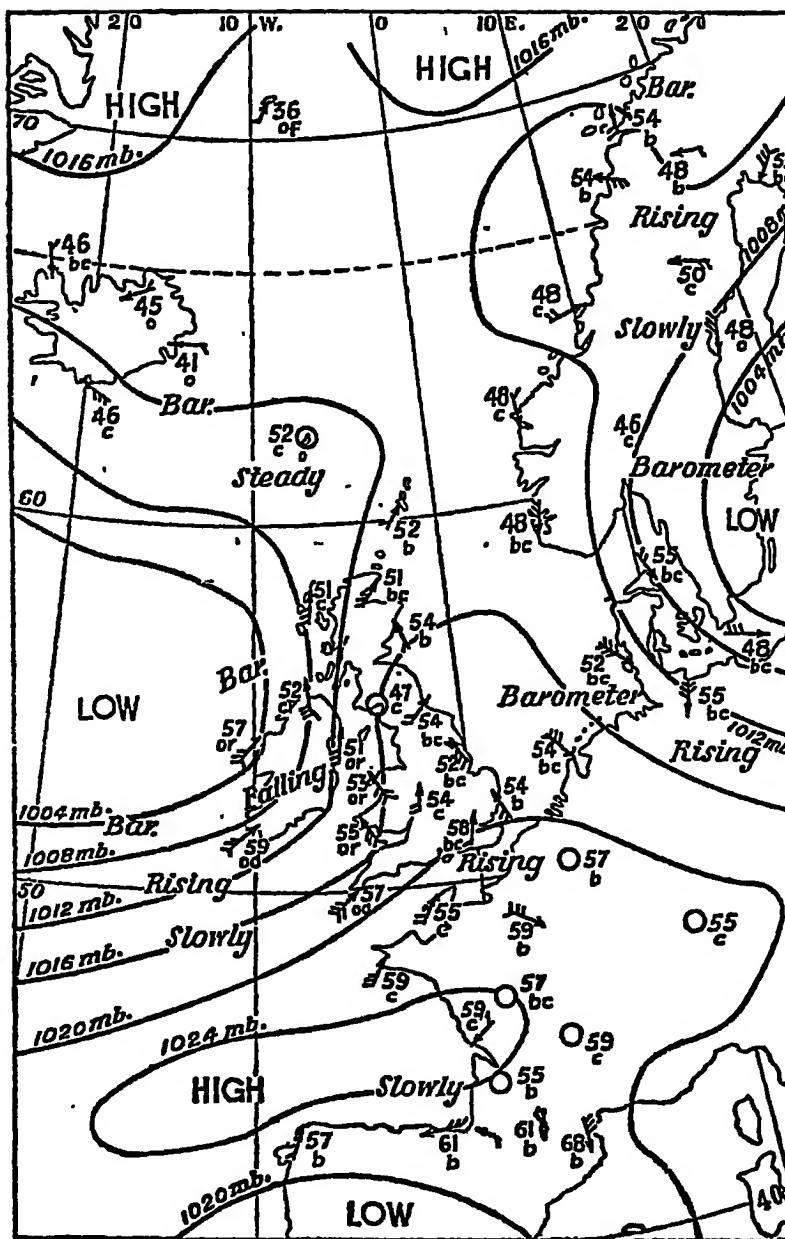 20
10 W.
0
10 E.
20
HIGH
HIGH
1016 mb.
36
of
Bar.
70
1016 mb.
54
b
54
b
48
b
Rising
46
bc
1008 mb.
50
c
45
o
48
c
Slowly
48
o
41
o
1004 mb.
Bar.
46
c
48
c
52
c
46
c
Steady
Barometer
60
52
b
48
bc
LOW
55
bc
51
c
51
bc
54
b
52
bc
48
bc
Bar.
LOW
52
c
47
c
Barometer
55
bc
57
or
54
bc
1012 mb.
Rising
51
or
52
bc
54
bc
Falling
53
or
54
c
54
b
1004 mb.
Bar.
55
or
58
bc
1008 mb.
59
od
Rising
57
b
50
Rising
57
od
1012 mb.
55
c
59
b
55
c
Slowly
1016 mb.
59
c
57
bc
1020 mb.
59
c
59
c
1024 mb.
HIGH
Slowly
55
b
57
b
61
b
61
b
68
b
1020 mb.
LOW
40